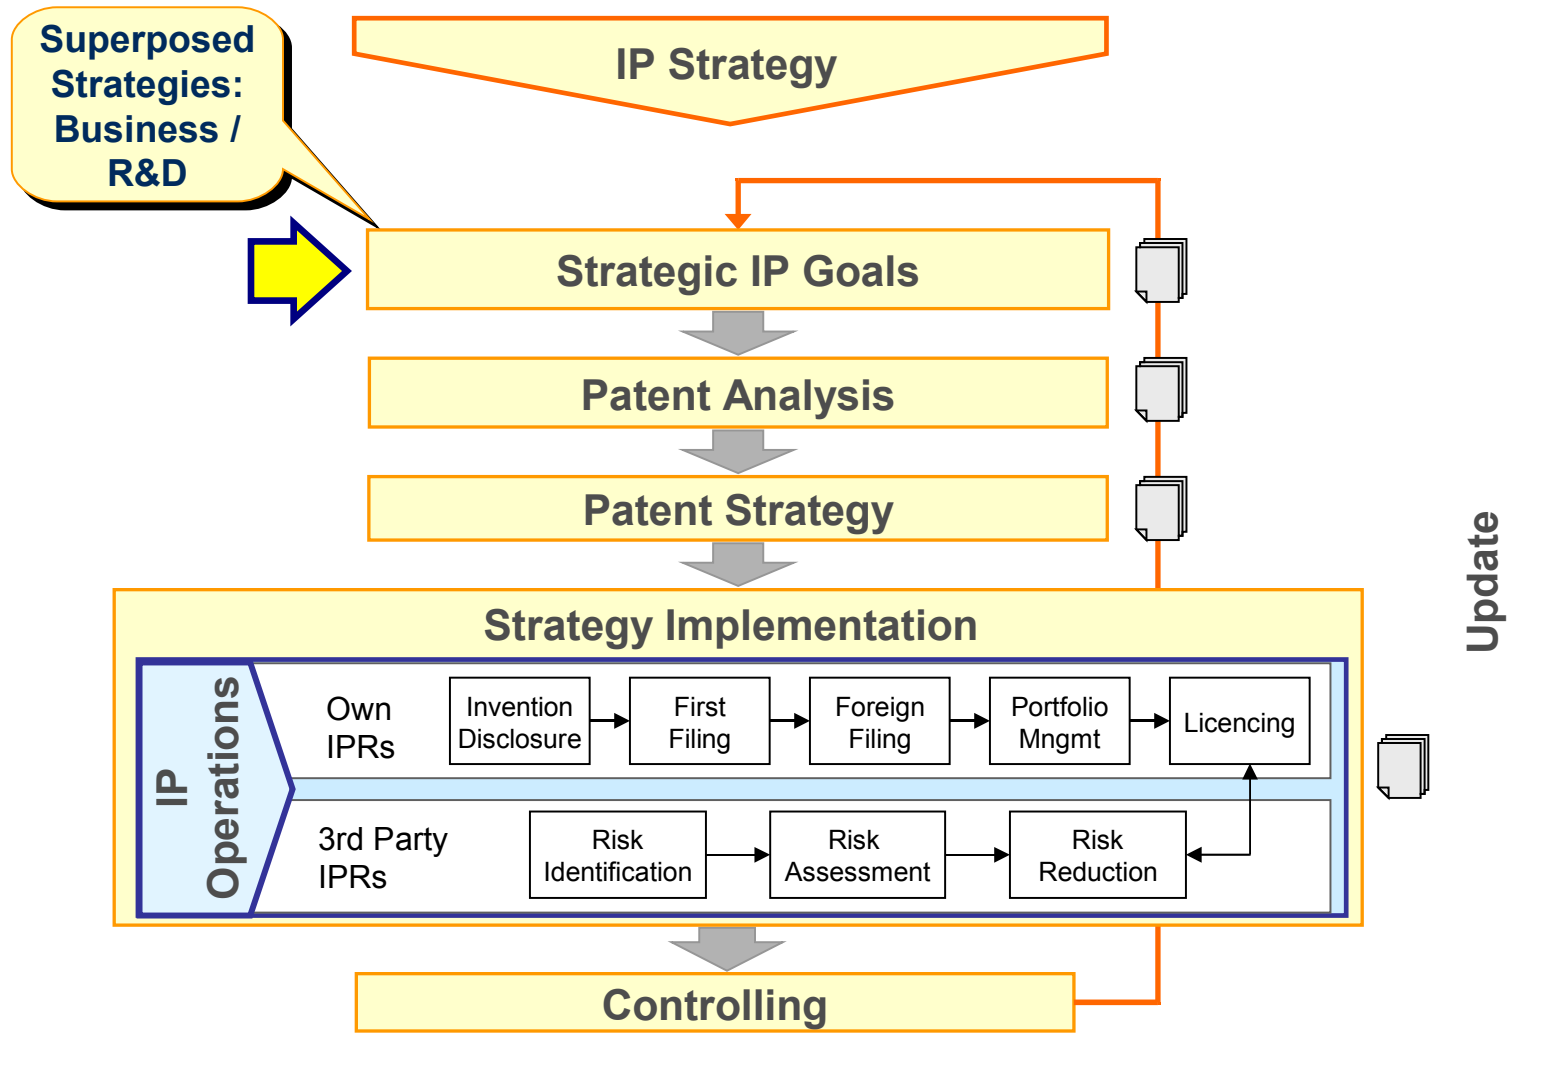 Superposed
Strategies:
Business /
R&D
IP Strategy
Strategic IP Goals
Patent Analysis
Patent Strategy
Update
Strategy Implementation
IP
Operations
Own
IPRs
Invention
Disclosure
First
Filing
Foreign
Filing
Portfolio
Mngmt
Licencing
3rd Party
IPRs
Risk
Identification
Risk
Assessment
Risk
Reduction
Controlling